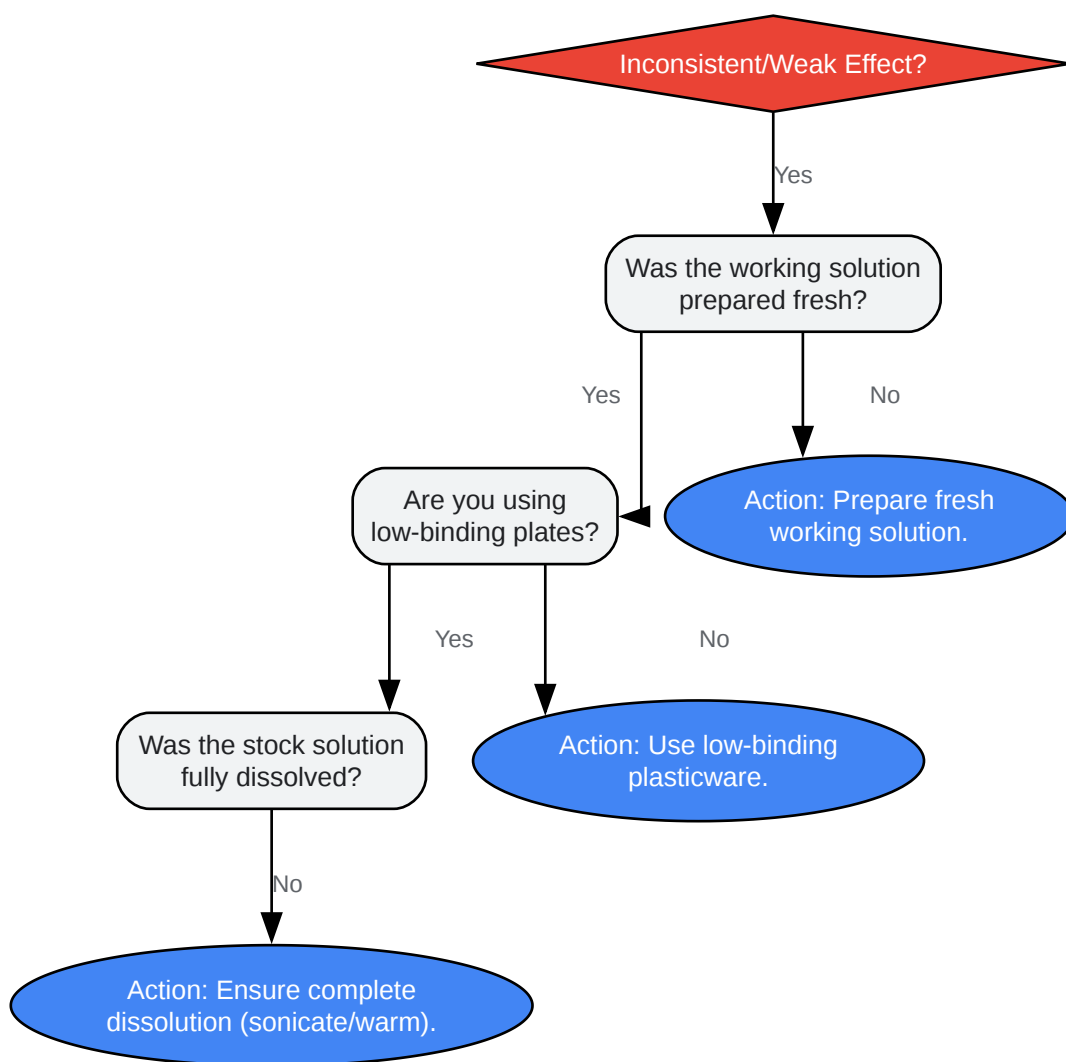 Inconsistent/Weak Effect?
Yes
Was the working solution
prepared fresh?
Yes
No
Action: Prepare fresh
working solution.
Are you using
low-binding plates?
Yes
No
Action: Use low-binding
plasticware.
Was the stock solution
fully dissolved?
No
Action: Ensure complete
dissolution (sonicate/warm).